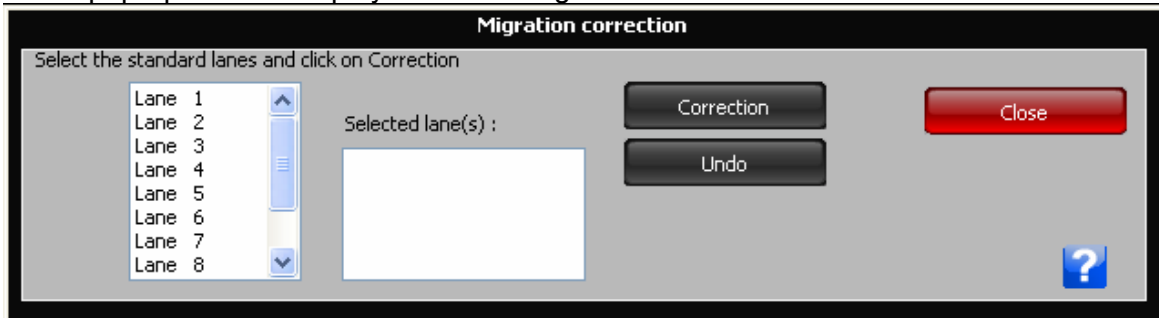 Migration correction
Select the standard lanes and click on Correction
Lane 1
Lane 2
Lane 3
Lane 4
Lane 5
Lane 6
Lane 7
Lane 8
Selected lane(s) :
Correction
Undo
Close
?